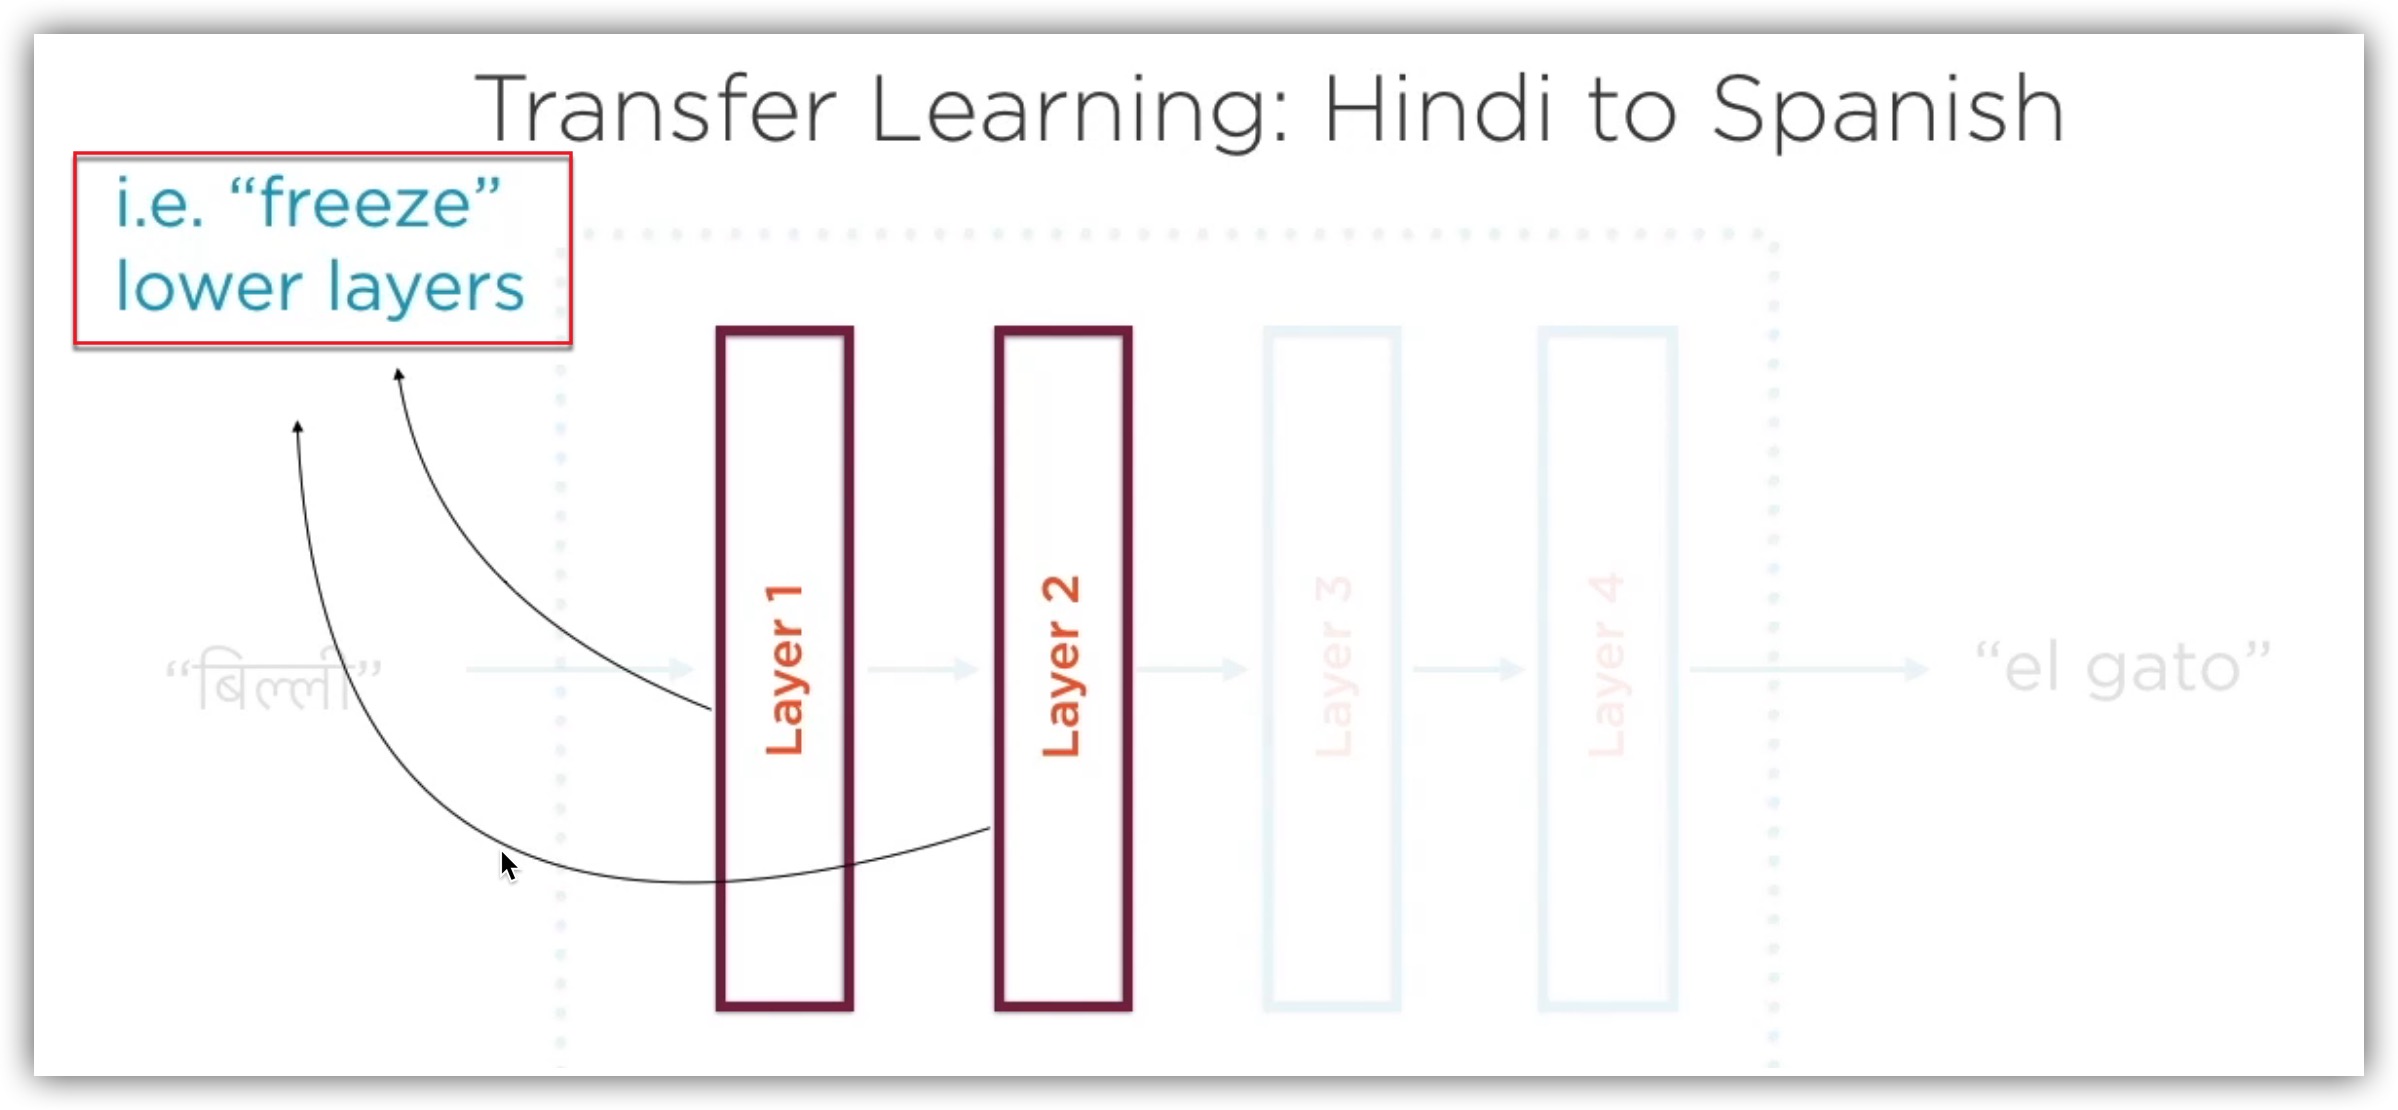 Transfer Learning: Hindi to Spanish
i.e. “freeze”
lower layers
“बिल्ली”
Layer 1
Layer 2
Layer 3
Layer 4
“el gato”